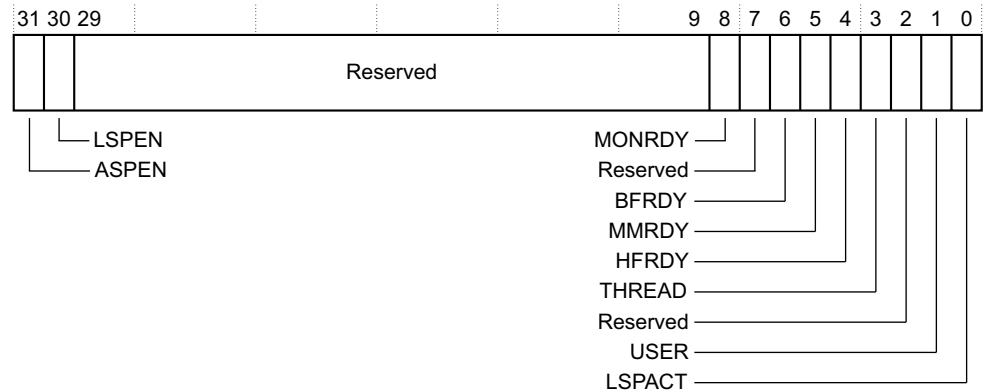 31 30 29 9 8 7 6 5 4 3 2 1 0
Reserved
LSPEN MONRDY
ASPEN Reserved
BFRDY
MMRDY
HFRDY
THREAD
Reserved
USER
LSPACT